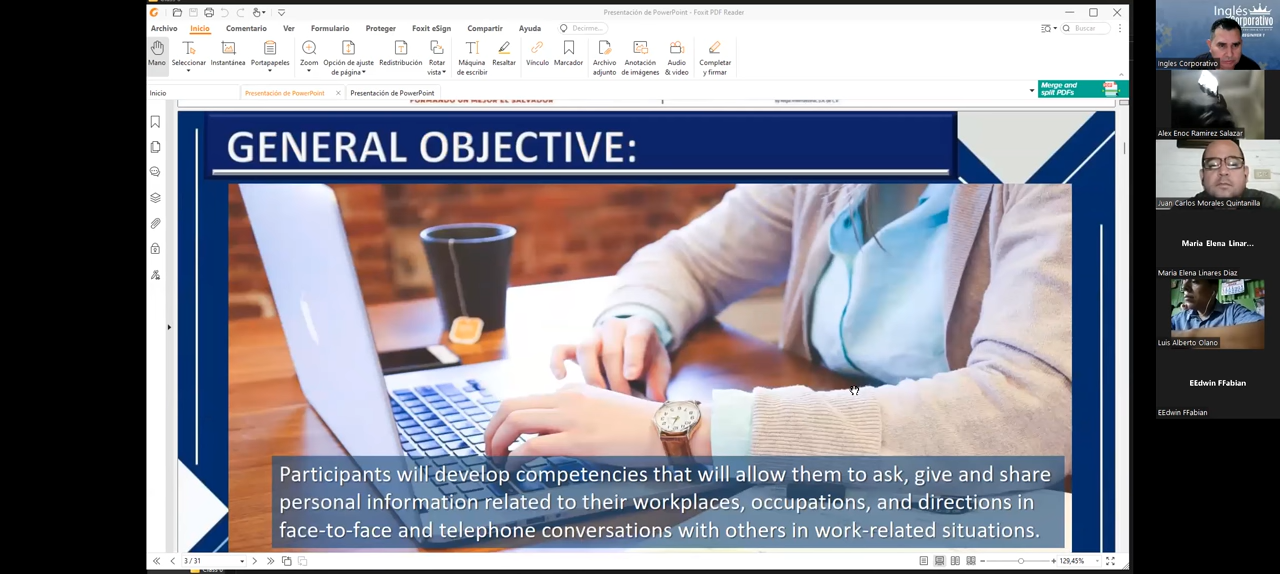 Presentación de PowerPoint - Foxit PDF Reader
Archivo Inicio Comentario Ver Formulario Proteger Foxit eSign Compartir Ayuda Decirme... Buscar
Mano Seleccionar Instantánea Portapapeles Zoom Opción de ajuste de página Redistribución Rotar vista Máquina de escribir Resaltar Vínculo Marcador Archivo adjunto Anotación de imágenes Audio & video Completar y firmar
Inicio Presentación de PowerPoint Presentación de PowerPoint
Merge and split PDFs
FORMANDO UN MEJOR EL SALVADOR
GENERAL OBJECTIVE:
Participants will develop competencies that will allow them to ask, give and share
personal information related to their workplaces, occupations, and directions in
face-to-face and telephone conversations with others in work-related situations.
3 / 31
129,45%
Inglés
Corporativo
Ingles Corporativo
Alex Enoc Ramirez Salazar
Juan Carlos Morales Quintanilla
Maria Elena Linar...
Maria Elena Linares Diaz
Luis Alberto Olano
EEdwin FFabian
EEdwin FFabian